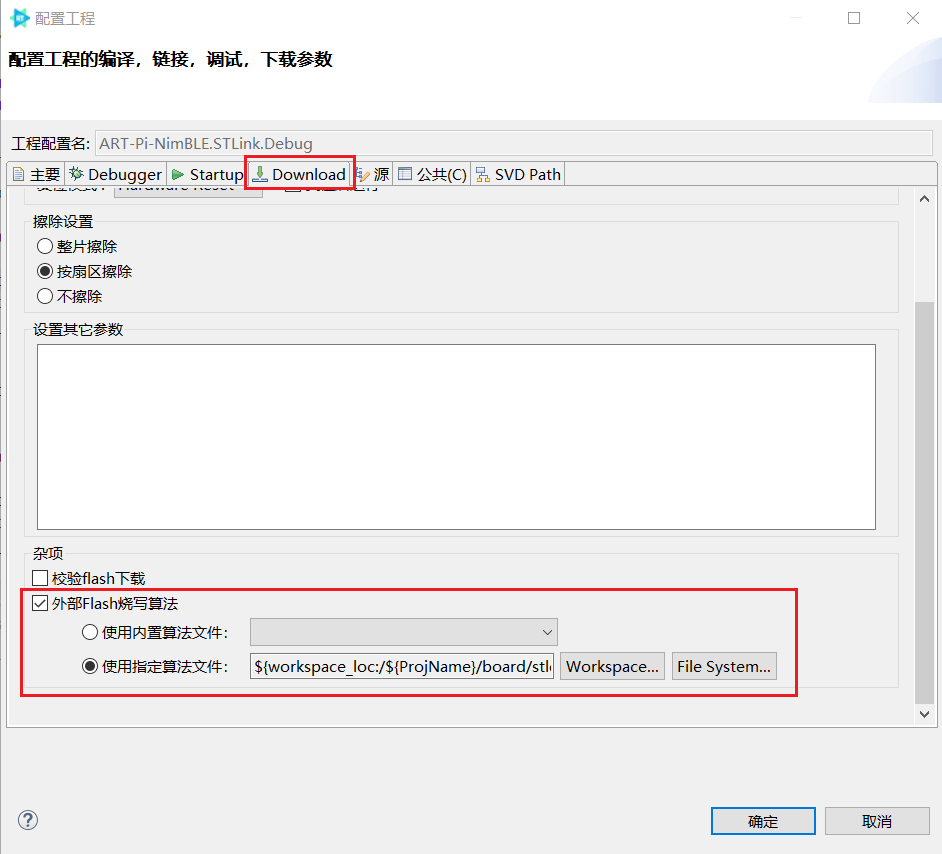 配置工程
配置工程的编译，链接，调试，下载参数
工程配置名: ART-Pi-NimBLE.STLink.Debug
主要 Debugger Startup Download 源 公共(C) SVD Path
Hardware Reset
擦除设置
整片擦除
按扇区擦除
不擦除
设置其它参数
杂项
校验flash下载
外部Flash烧写算法
使用内置算法文件：
使用指定算法文件： ${workspace_loc:/${ProjName}/board/stl Workspace... File System...
确定 取消